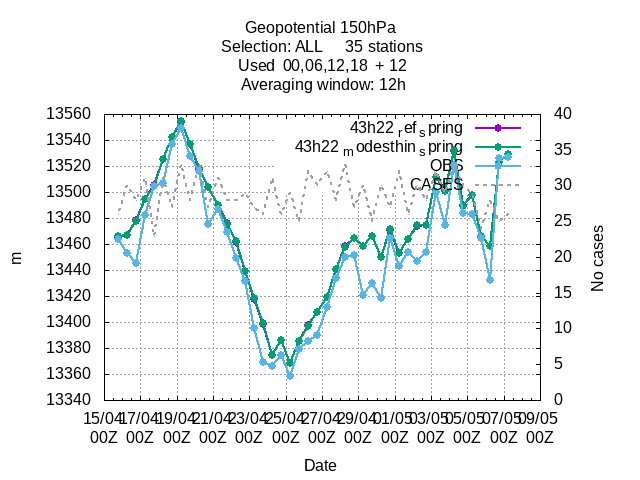 Geopotential 150hPa
Selection: ALL 35 stations
Used 00,06,12,18 + 12
Averaging window: 12h
43h22 refspring
43h22 modesthinspring
OBS
CASES
13560
13540
13520
13500
13480
13460
13440
13420
13400
13380
13360
13340
40
35
30
25
20
15
10
5
0
m
No cases
15/04 17/04 19/04 21/04 23/04 25/04 27/04 29/04 01/05 03/05 05/05 07/05 09/05
00Z 00Z 00Z 00Z 00Z 00Z 00Z 00Z 00Z 00Z 00Z 00Z 00Z
Date